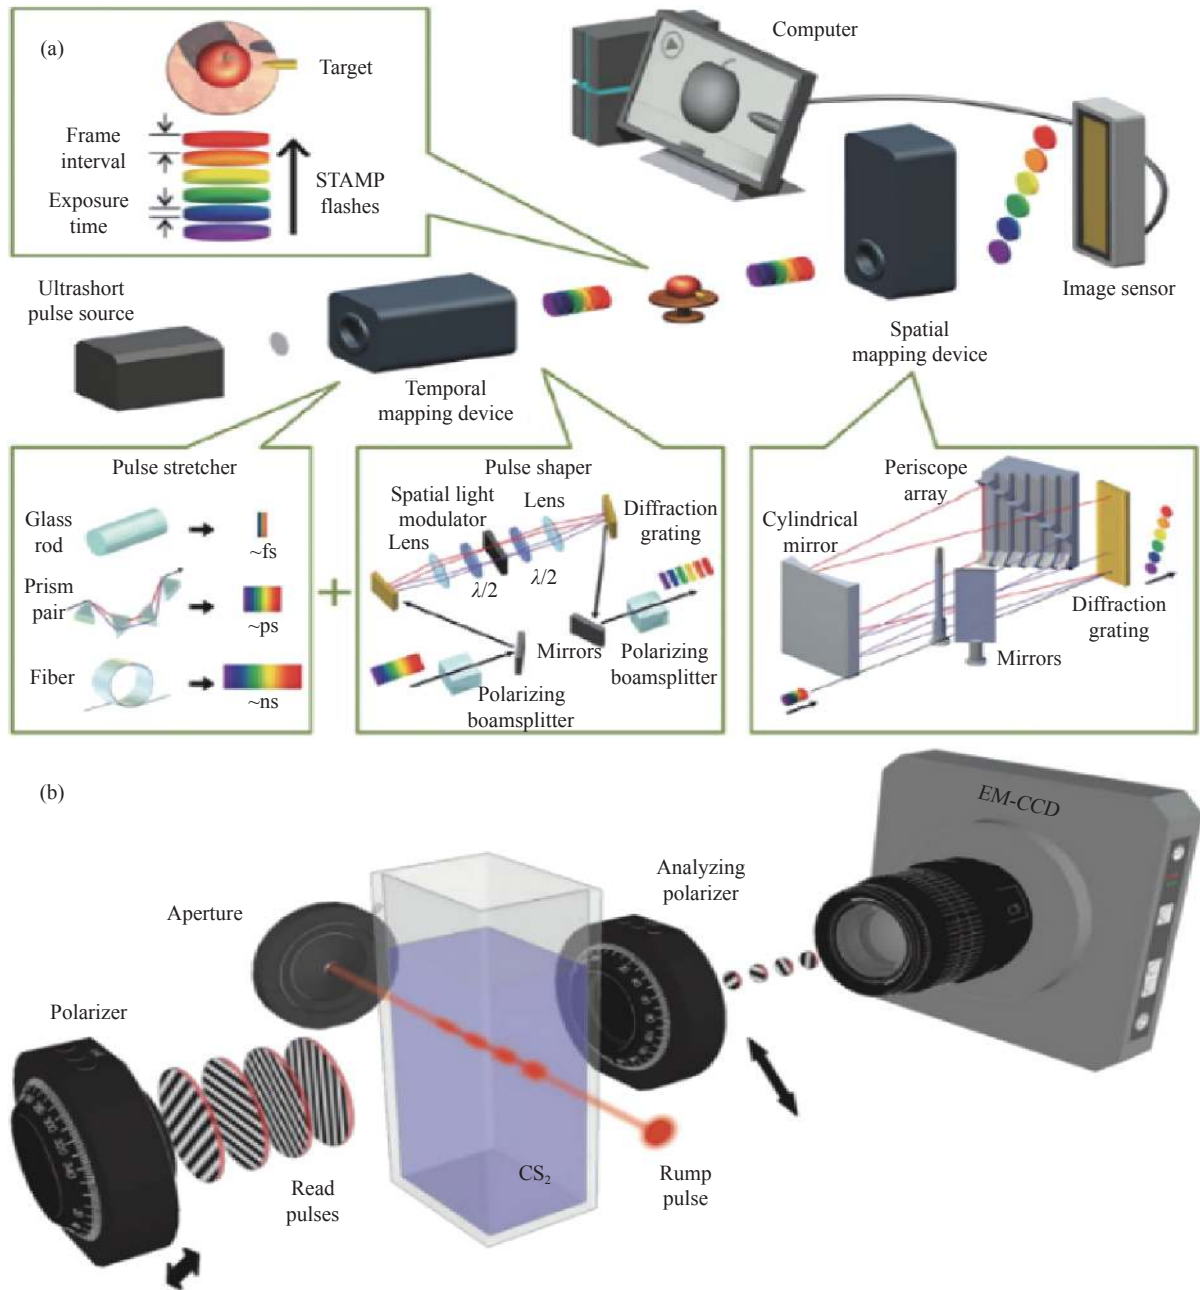 (a)
Target
Frame
interval
Exposure
time
STAMP
flashes
Computer
Image sensor
Ultrashort
pulse source
Temporal
mapping device
Spatial
mapping device
Pulse stretcher
Glass
rod
~fs
Prism
pair
~ps
Fiber
~ns
Pulse shaper
Spatial light
modulator
Lens
Lens
λ/2
λ/2
Diffraction
grating
Mirrors
Polarizing
boamsplitter
Polarizing
boamsplitter
Periscope
array
Cylindrical
mirror
Mirrors
Diffraction
grating
(b)
EM-CCD
Analyzing
polarizer
Aperture
Polarizer
Read
pulses
CS₂
Rump
pulse